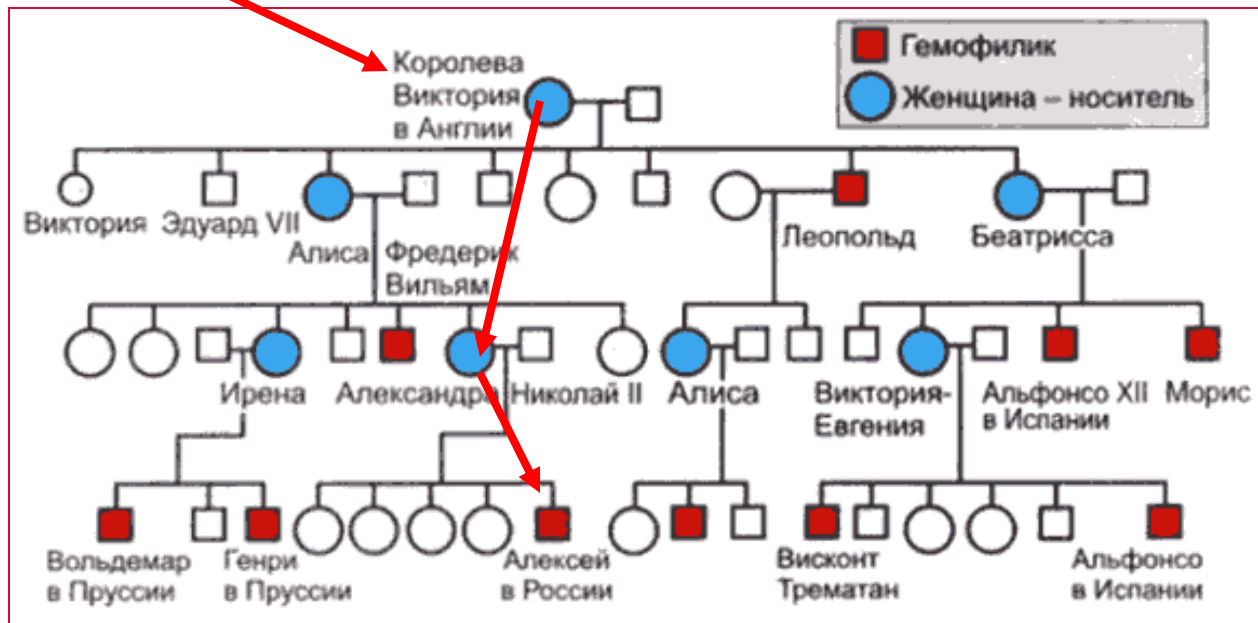 Королева
Виктория
в Англии
Гемофилик
Женщина – носитель
Виктория
Эдуард VII
Алиса
Фредерик
Вильям
Леопольд
Беатрисса
Ирена
Александра
Николай II
Алиса
Виктория-
Евгения
Альфонсо XII
в Испании
Морис
Вольдемар
в Пруссии
Генри
в Пруссии
Алексей
в России
Висконт
Трематан
Альфонсо
в Испании